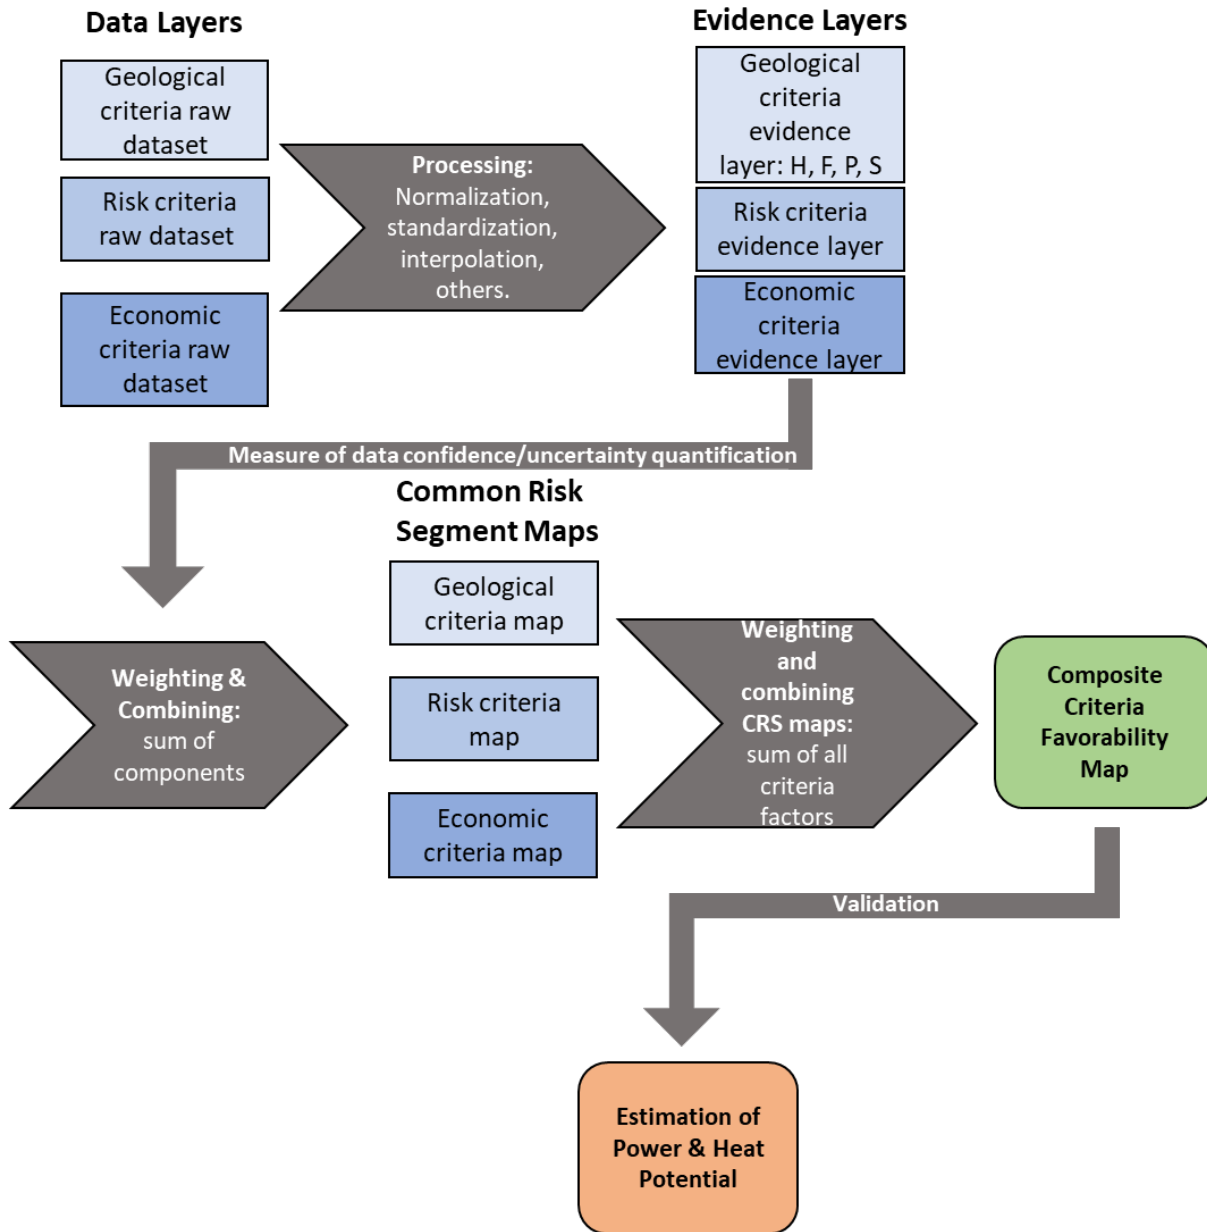 Data Layers
Geological
criteria raw
dataset
Risk criteria
raw dataset
Economic
criteria raw
dataset
Processing:
Normalization,
standardization,
interpolation,
others.
Evidence Layers
Geological
criteria
evidence
layer: H, F, P, S
Risk criteria
evidence layer
Economic
criteria
evidence layer
Measure of data confidence/uncertainty quantification
Weighting &
Combining:
sum of
components
Common Risk
Segment Maps
Geological
criteria map
Risk criteria
map
Economic
criteria map
Weighting
and
combining
CRS maps:
sum of all
criteria
factors
Composite
Criteria
Favorability
Map
Validation
Estimation of
Power & Heat
Potential